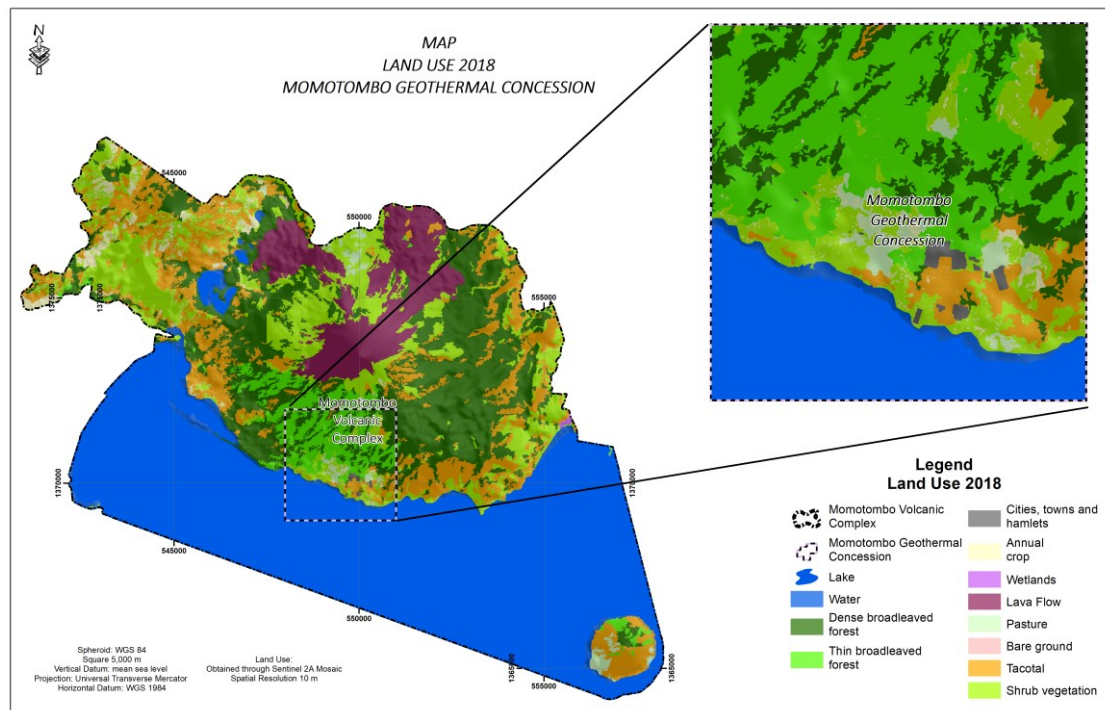 N
MAP
LAND USE 2018
MOMOTOMBO GEOTHERMAL CONCESSION
545000
550000
555000
1375000
1375000
Momotombo
Volcanic
Complex
1370000
1370000
545000
550000
555000
1365000
1365000
Momotombo
Geothermal
Concession
Legend
Land Use 2018
Momotombo Volcanic
Complex
Momotombo Geothermal
Concession
Lake
Water
Dense broadleaved
forest
Thin broadleaved
forest
Cities, towns and
hamlets
Annual
crop
Wetlands
Lava Flow
Pasture
Bare ground
Tacotal
Shrub vegetation
Spheroid: WGS 84
Square 5,000 m
Vertical Datum: mean sea level
Projection: Universal Transverse Mercator
Horizontal Datum: WGS 1984
Land Use:
Obtained through Sentinel 2A Mosaic
Spatial Resolution 10 m